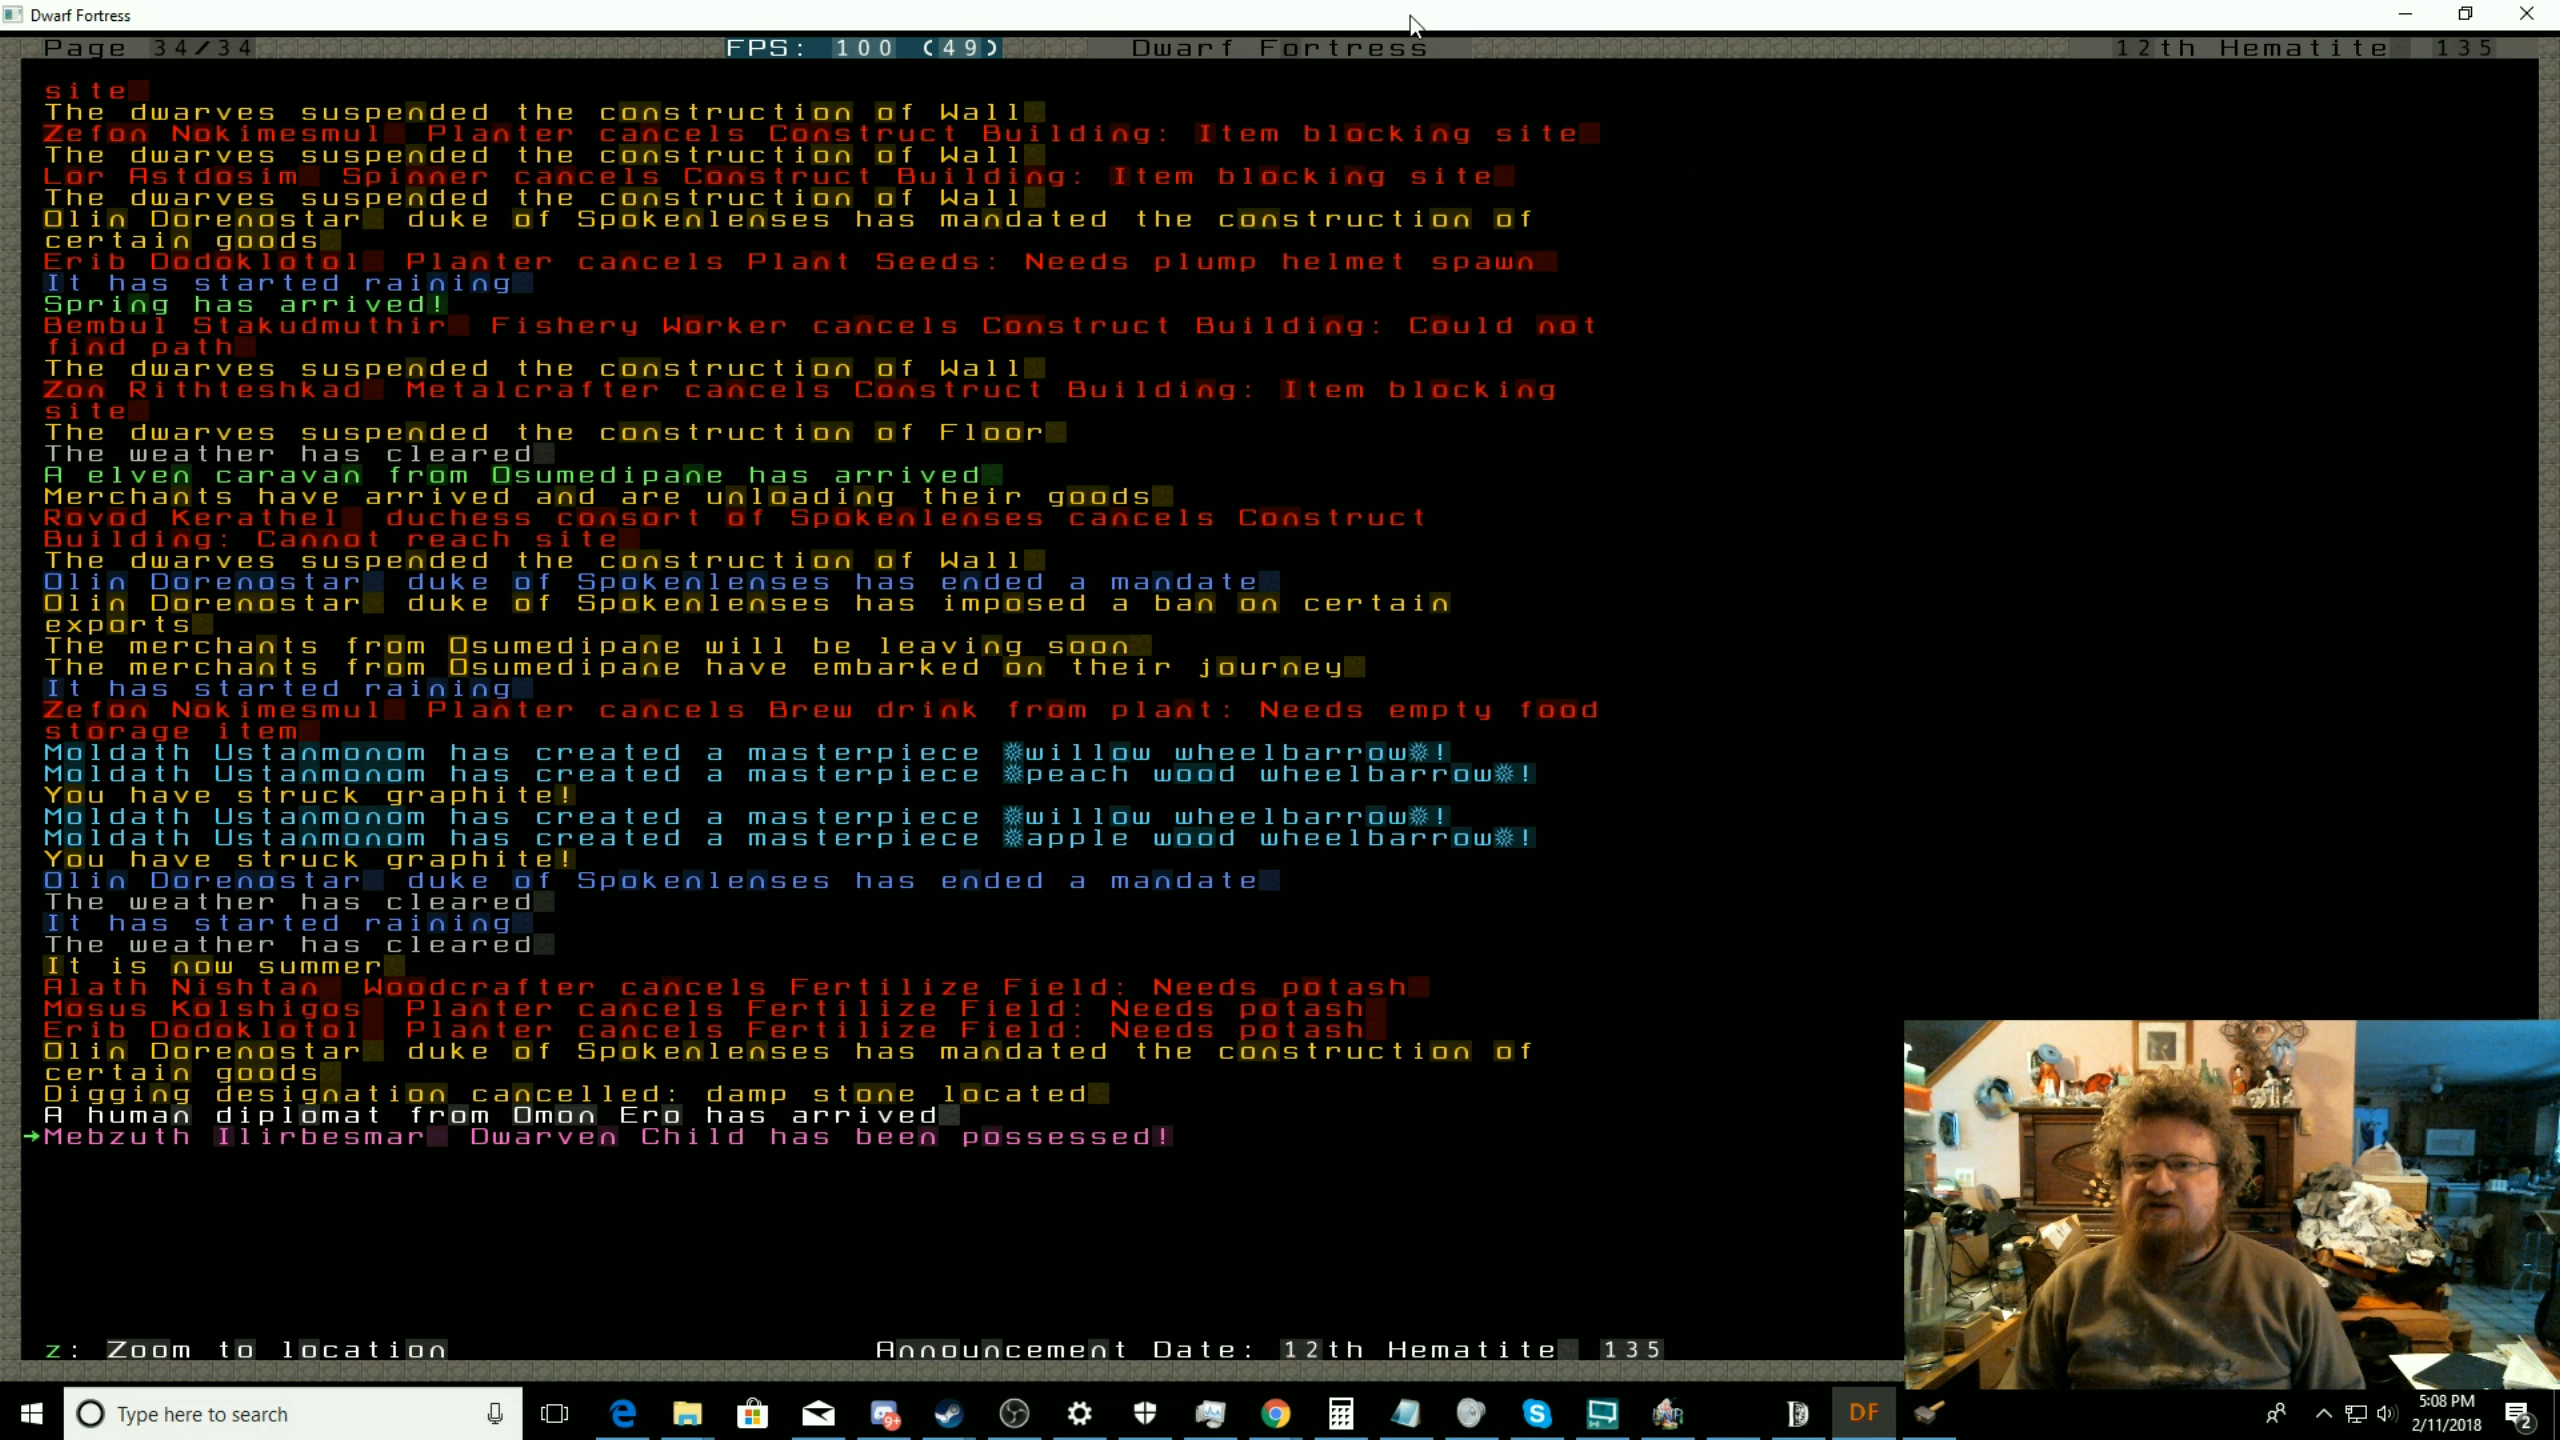 Dwarf Fortress
Page 34/34 FPS: 100 (49) Dwarf Fortress 12th Hematite 135
site
The dwarves suspended the construction of Wall
Zefon Nokimesmul Planter cancels Construct Building: Item blocking site
The dwarves suspended the construction of Wall
Lor Astdosim Spinner cancels Construct Building: Item blocking site
The dwarves suspended the construction of Wall
Olin Dorenostar duke of Spokenlenses has mandated the construction of
certain goods
Erib Dodoklotol Planter cancels Plant Seeds: Needs plump helmet spawn
It has started raining
Spring has arrived!
Bembul Stakudmuthir Fishery Worker cancels Construct Building: Could not
find path
The dwarves suspended the construction of Wall
Zon Rithteshkad Metalcrafter cancels Construct Building: Item blocking
site
The dwarves suspended the construction of Floor
The weather has cleared
A elven caravan from Osumedipane has arrived
Merchants have arrived and are unloading their goods
Rovod Kerathel duchess consort of Spokenlenses cancels Construct
Building: Cannot reach site
The dwarves suspended the construction of Wall
Olin Dorenostar duke of Spokenlenses has ended a mandate
Olin Dorenostar duke of Spokenlenses has imposed a ban on certain
exports
The merchants from Osumedipane will be leaving soon
The merchants from Osumedipane have embarked on their journey
It has started raining
Zefon Nokimesmul Planter cancels Brew drink from plant: Needs empty food
storage item
Moldath Ustanmonom has created a masterpiece ☼willow wheelbarrow☼!
Moldath Ustanmonom has created a masterpiece ☼peach wood wheelbarrow☼!
You have struck graphite!
Moldath Ustanmonom has created a masterpiece ☼willow wheelbarrow☼!
Moldath Ustanmonom has created a masterpiece ☼apple wood wheelbarrow☼!
You have struck graphite!
Olin Dorenostar duke of Spokenlenses has ended a mandate
The weather has cleared
It has started raining
The weather has cleared
It is now summer
Alath Nishtan Woodcrafter cancels Fertilize Field: Needs potash
Mosus Kolshigos Planter cancels Fertilize Field: Needs potash
Erib Dodoklotol Planter cancels Fertilize Field: Needs potash
Olin Dorenostar duke of Spokenlenses has mandated the construction of
certain goods
Digging designation cancelled: damp stone located
A human diplomat from Omon Ero has arrived
→Mebzuth Ilirbesmar Dwarven Child has been possessed!
z: Zoom to location Announcement Date: 12th Hematite 135
Type here to search
9+
DF
5:08 PM
2/11/2018
2